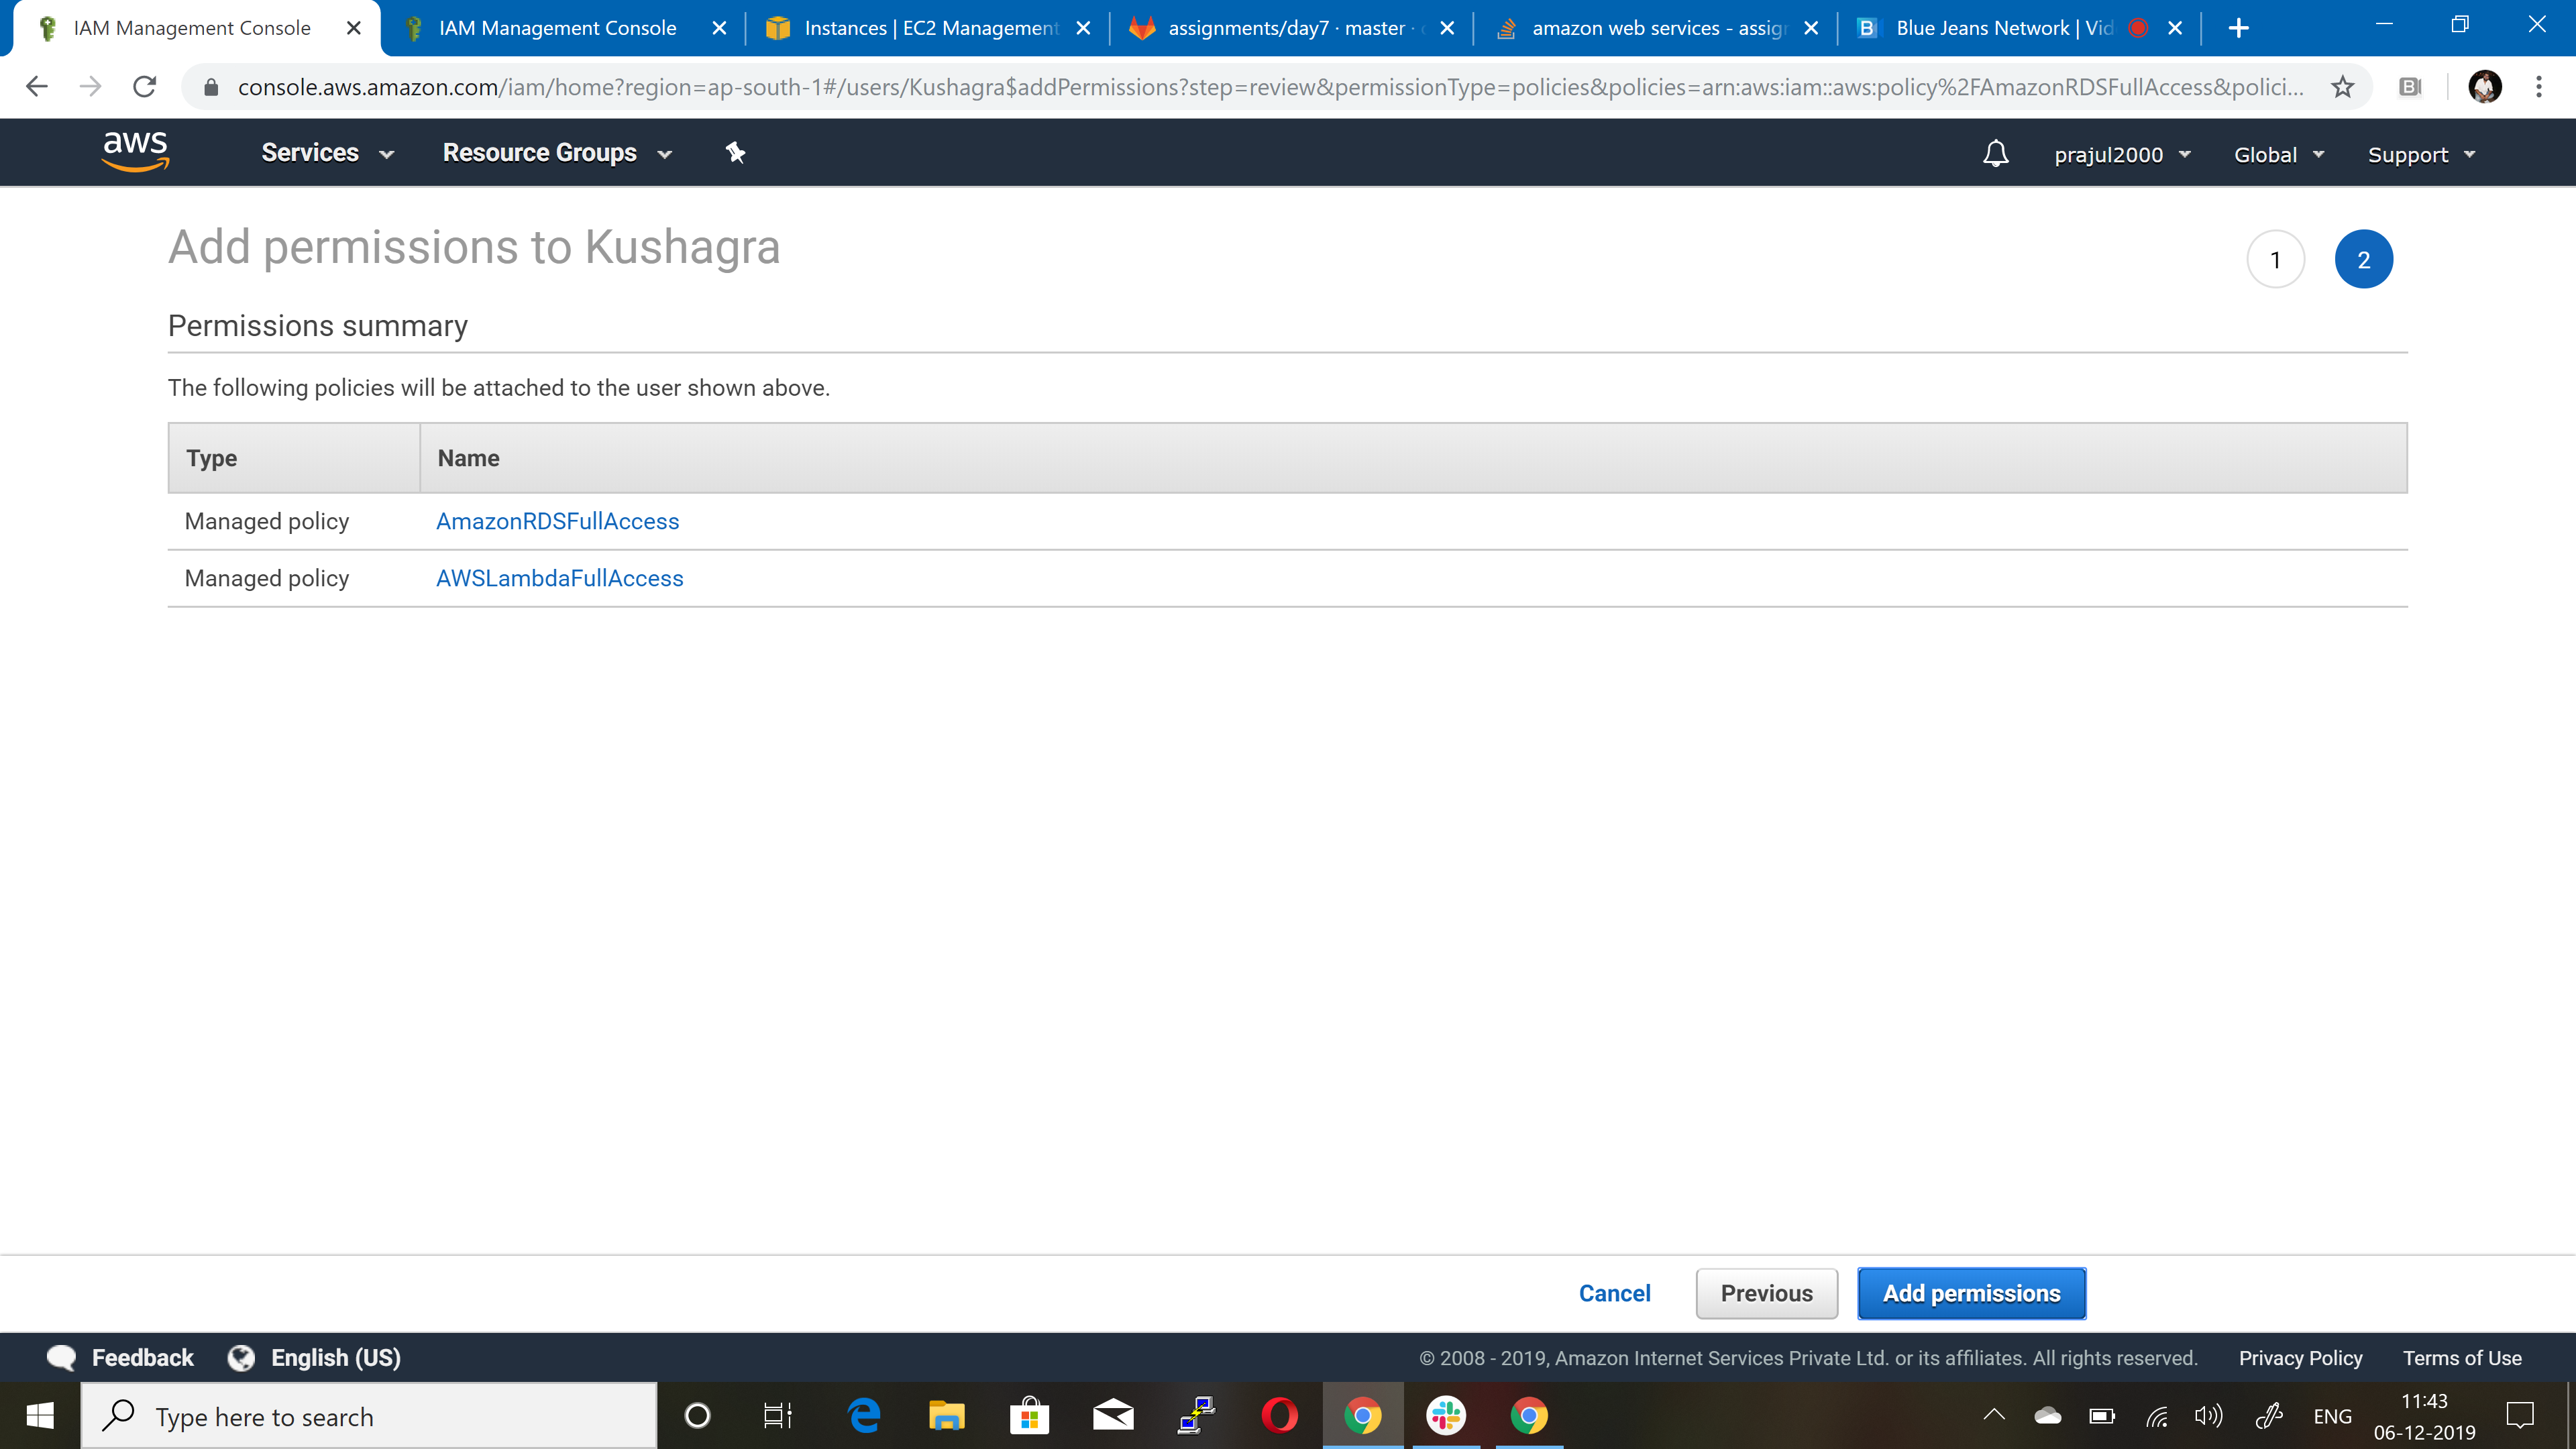 IAM Management Console
IAM Management Console
Instances | EC2 Management
assignments/day7 · master ·
amazon web services - assig
Blue Jeans Network | Vid
console.aws.amazon.com/iam/home?region=ap-south-1#/users/Kushagra$addPermissions?step=review&permissionType=policies&policies=arn:aws:iam::aws:policy%2FAmazonRDSFullAccess&polici...
aws
Services
Resource Groups
prajul2000
Global
Support
Add permissions to Kushagra
1
2
Permissions summary
The following policies will be attached to the user shown above.
Type
Name
Managed policy
AmazonRDSFullAccess
Managed policy
AWSLambdaFullAccess
Cancel
Previous
Add permissions
Feedback
English (US)
© 2008 - 2019, Amazon Internet Services Private Ltd. or its affiliates. All rights reserved.
Privacy Policy
Terms of Use
Type here to search
ENG
11:43
06-12-2019